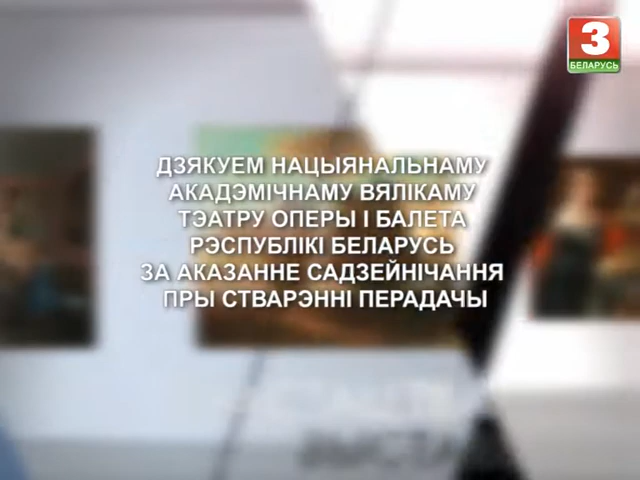 3
БЕЛАРУСЬ
ДЗЯКУЕМ НАЦЫЯНАЛЬНАМУ
АКАДЭМІЧНАМУ ВЯЛІКАМУ
ТЭАТРУ ОПЕРЫ І БАЛЕТА
РЭСПУБЛІКІ БЕЛАРУСЬ
ЗА АКАЗАННЕ САДЗЕЙНІЧАННЯ
ПРЫ СТВАРЭННІ ПЕРАДАЧЫ